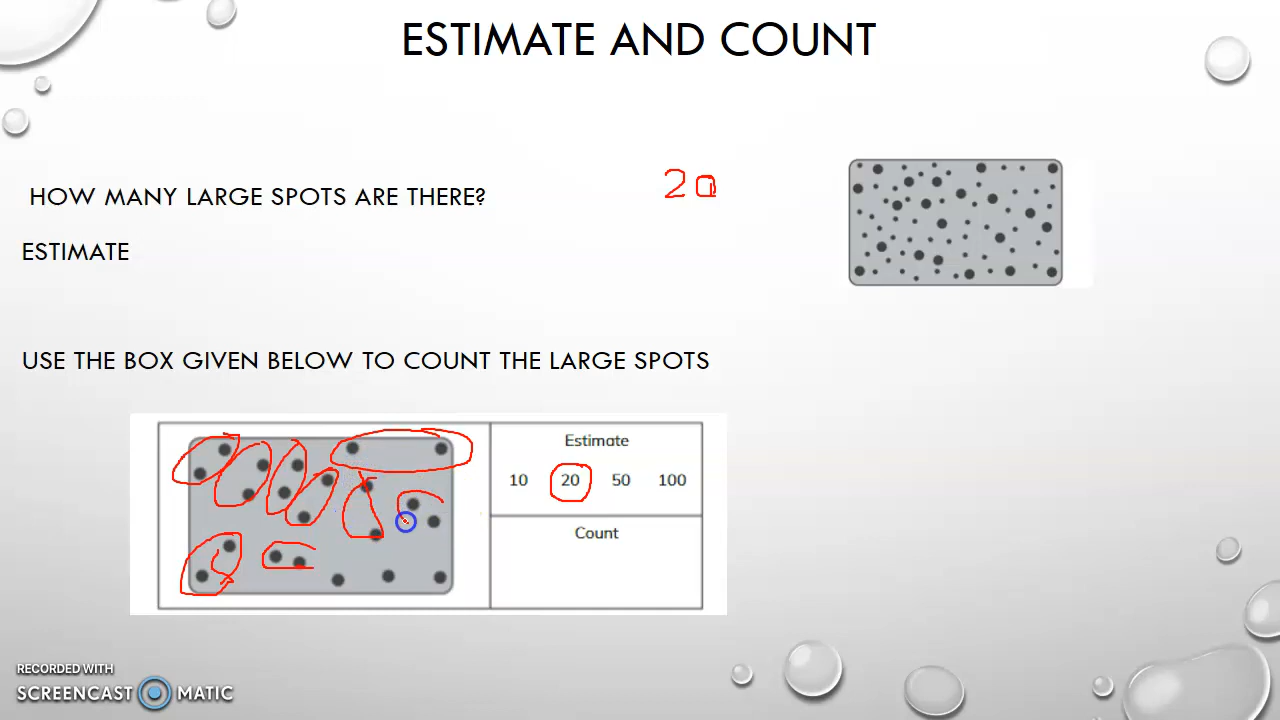 ESTIMATE AND COUNT
HOW MANY LARGE SPOTS ARE THERE?
20
ESTIMATE
USE THE BOX GIVEN BELOW TO COUNT THE LARGE SPOTS
Estimate
10 20 50 100
Count
RECORDED WITH
SCREENCAST MATIC